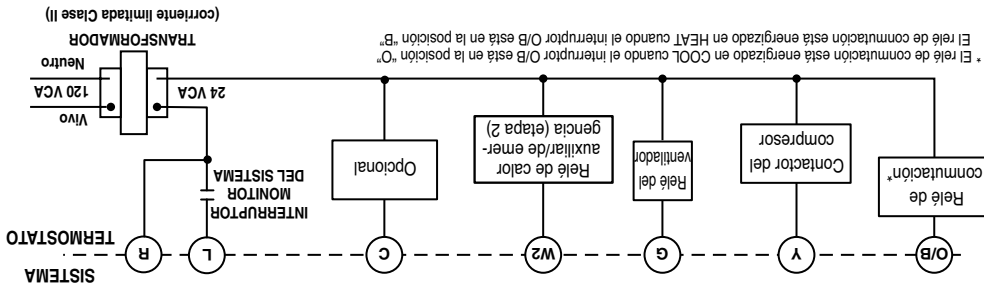 SISTEMA
TERMOSTATO
O/B
Y
G
W2
C
L
R
INTERRUPTOR
MONITOR
DEL SISTEMA
Relé de
conmutación*
Contactor del
compresor
Relé del
ventilador
Relé de calor
auxiliar/de emer-
gencia (etapa 2)
Opcional
24 VCA
Vivo
120 VCA
Neutro
TRANSFORMADOR
(corriente limitada Clase II)
* El relé de conmutación está energizado en COOL cuando el interruptor O/B está en la posición “O”
El relé de conmutación está energizado en HEAT cuando el interruptor O/B está en la posición “B”